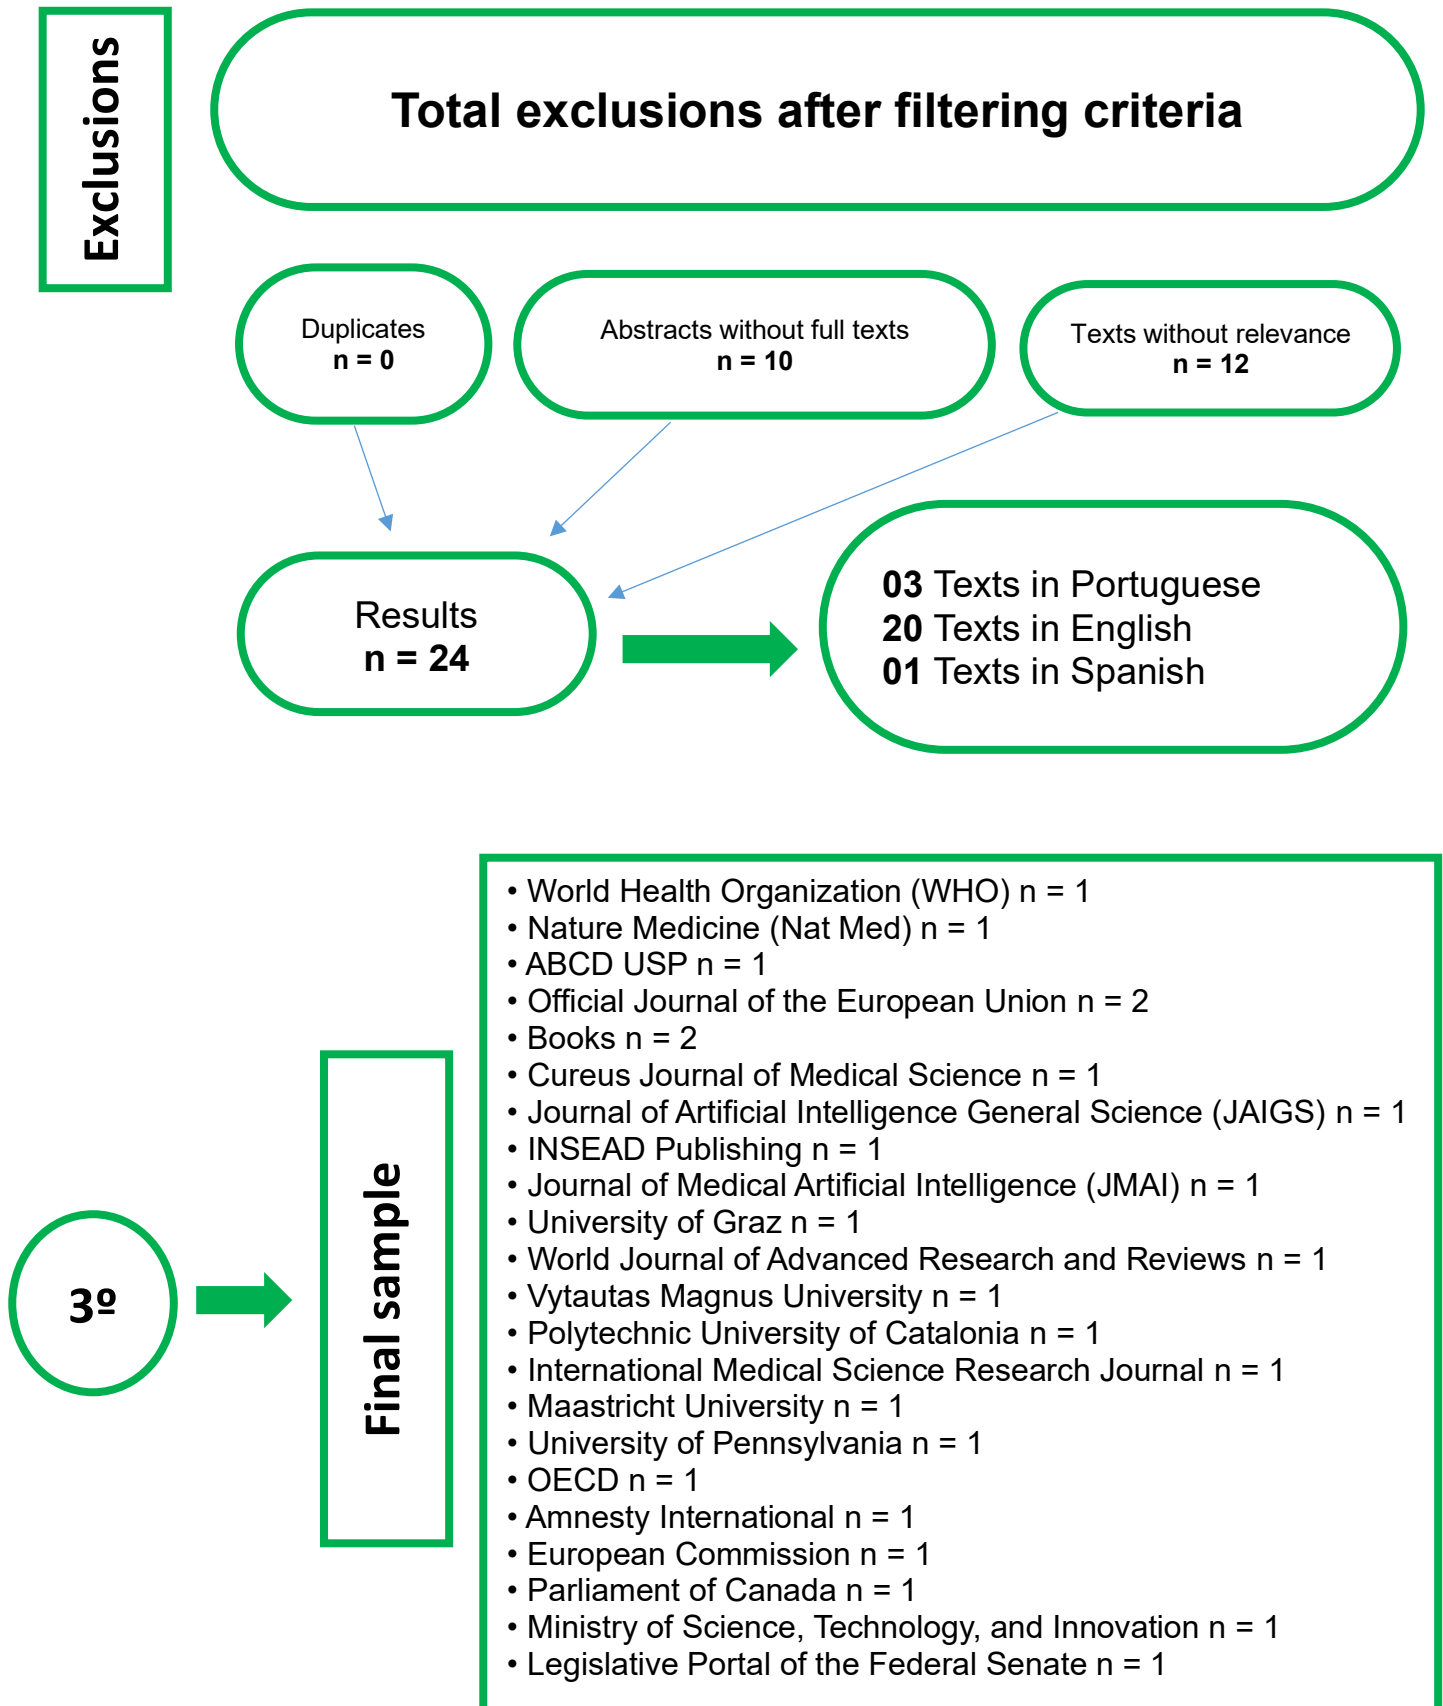 Exclusions
Total exclusions after filtering criteria
Duplicates
n = 0
Abstracts without full texts
n = 10
Texts without relevance
n = 12
Results
n = 24
03 Texts in Portuguese
20 Texts in English
01 Texts in Spanish
3º
Final sample
• World Health Organization (WHO) n = 1
• Nature Medicine (Nat Med) n = 1
• ABCD USP n = 1
• Official Journal of the European Union n = 2
• Books n = 2
• Cureus Journal of Medical Science n = 1
• Journal of Artificial Intelligence General Science (JAIGS) n = 1
• INSEAD Publishing n = 1
• Journal of Medical Artificial Intelligence (JMAI) n = 1
• University of Graz n = 1
• World Journal of Advanced Research and Reviews n = 1
• Vytautas Magnus University n = 1
• Polytechnic University of Catalonia n = 1
• International Medical Science Research Journal n = 1
• Maastricht University n = 1
• University of Pennsylvania n = 1
• OECD n = 1
• Amnesty International n = 1
• European Commission n = 1
• Parliament of Canada n = 1
• Ministry of Science, Technology, and Innovation n = 1
• Legislative Portal of the Federal Senate n = 1